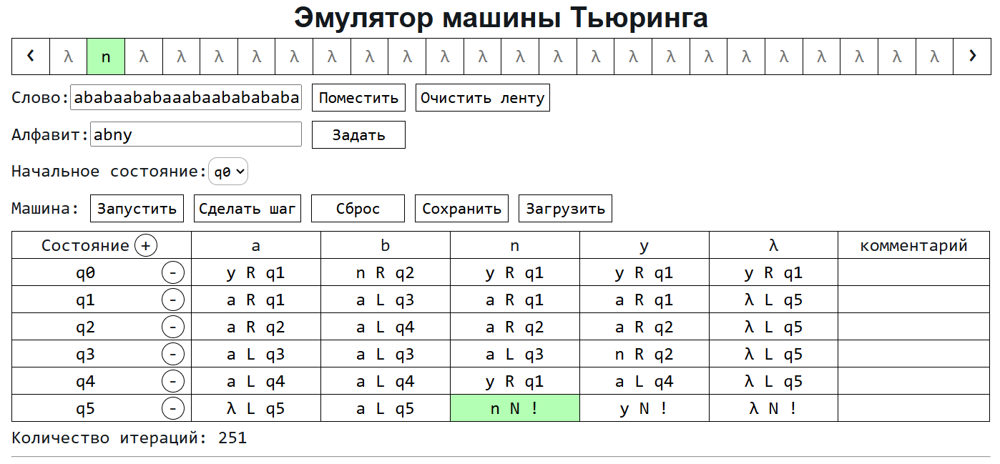 Эмулятор машины Тьюринга
< λ n λ λ λ λ λ λ λ λ λ λ λ λ λ λ λ λ λ λ λ λ λ λ >
Слово: ababaababaaabaababababa Поместить Очистить ленту
Алфавит: abny Задать
Начальное состояние: q0
Машина: Запустить Сделать шаг Сброс Сохранить Загрузить
Состояние + a b n y λ комментарий
q0 - y R q1 n R q2 y R q1 y R q1 y R q1
q1 - a R q1 a L q3 a R q1 a R q1 λ L q5
q2 - a R q2 a L q4 a R q2 a R q2 λ L q5
q3 - a L q3 a L q3 a L q3 n R q2 λ L q5
q4 - a L q4 a L q4 y R q1 a L q4 λ L q5
q5 - λ L q5 a L q5 n N ! y N ! λ N !
Количество итераций: 251